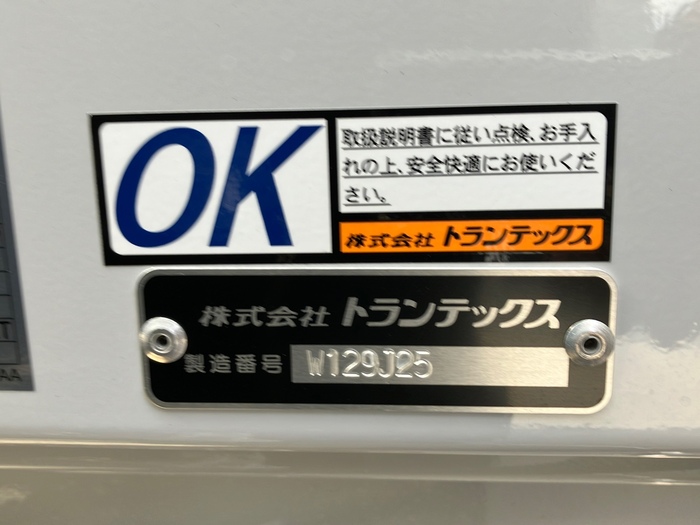 OK
取扱説明書に従い点検、お手入
れの上、安全快適にお使いくだ
さい。
株式会社 トランテックス
株式会社 トランテックス
製造番号 W129J25
T
AA